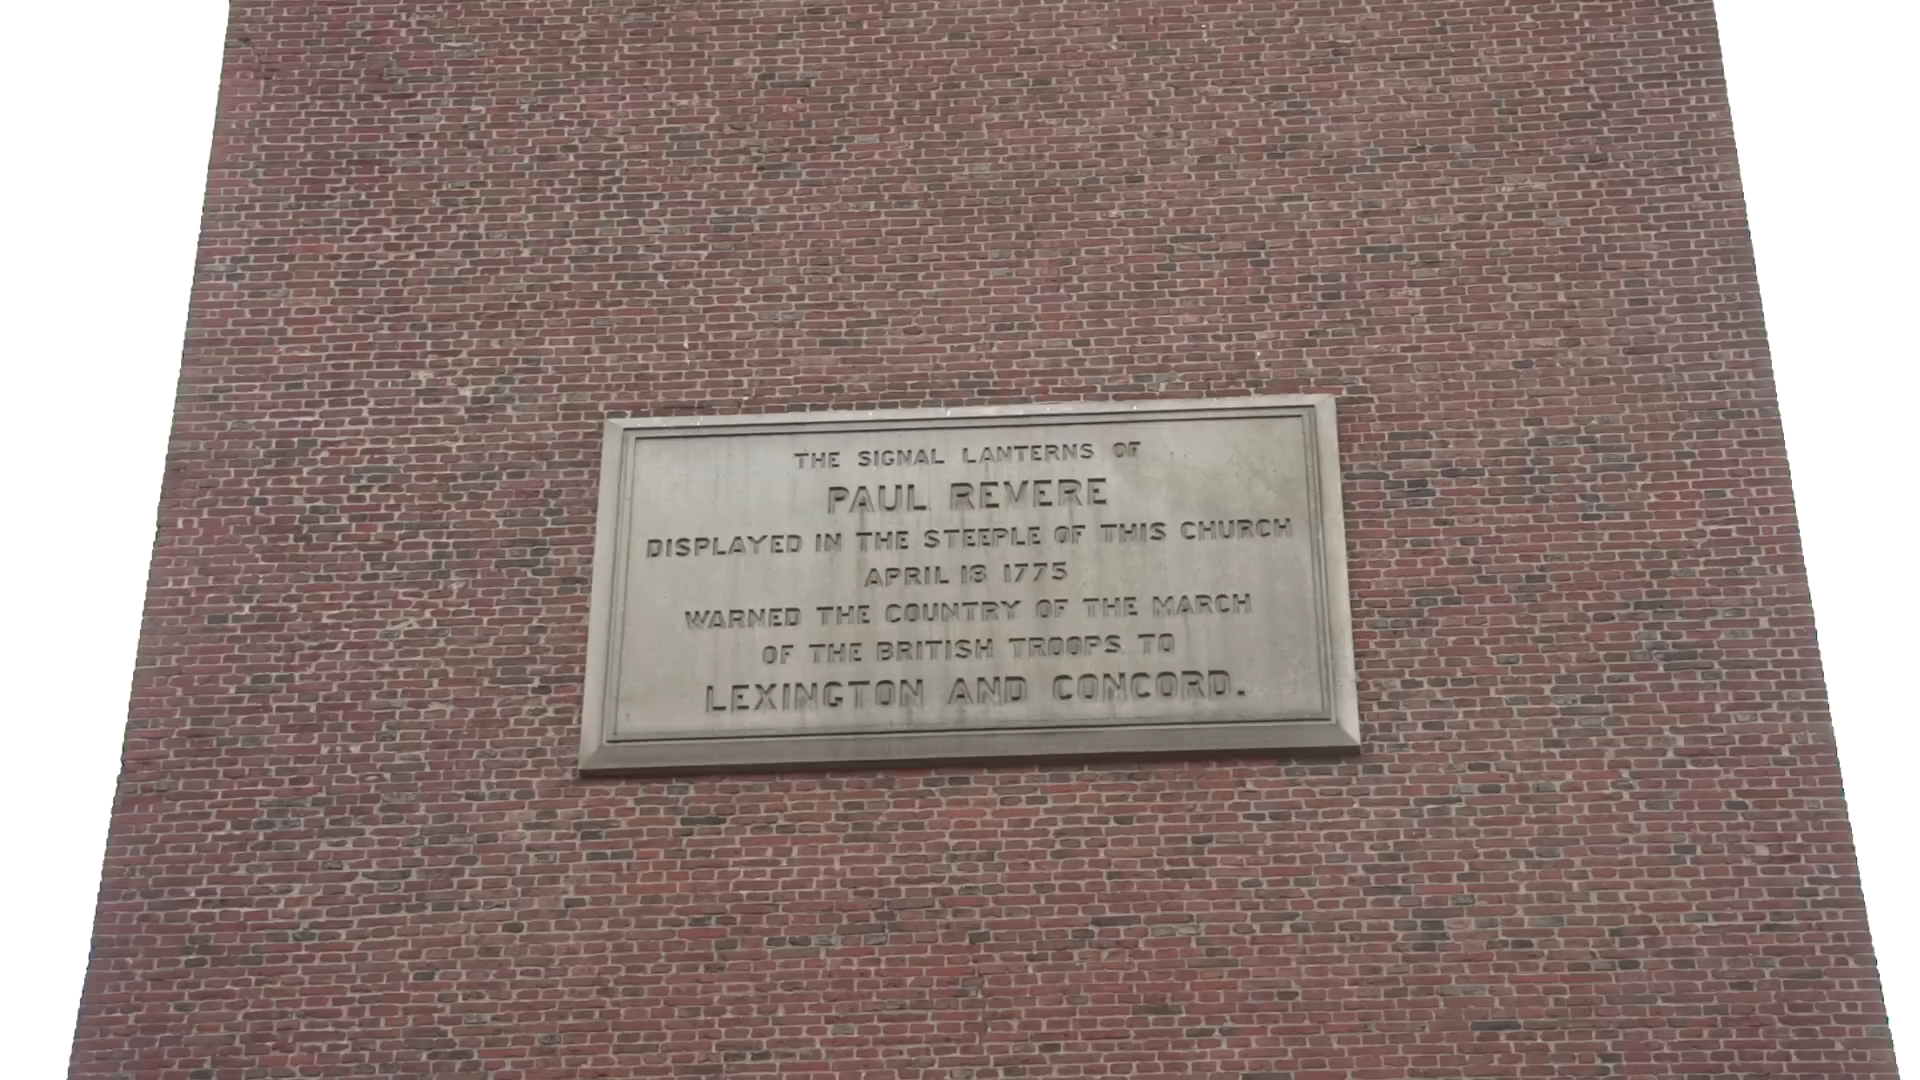 THE SIGNAL LANTERNS OF
PAUL REVERE
DISPLAYED IN THE STEEPLE OF THIS CHURCH
APRIL 18 1775
WARNED THE COUNTRY OF THE MARCH
OF THE BRITISH TROOPS TO
LEXINGTON AND CONCORD.